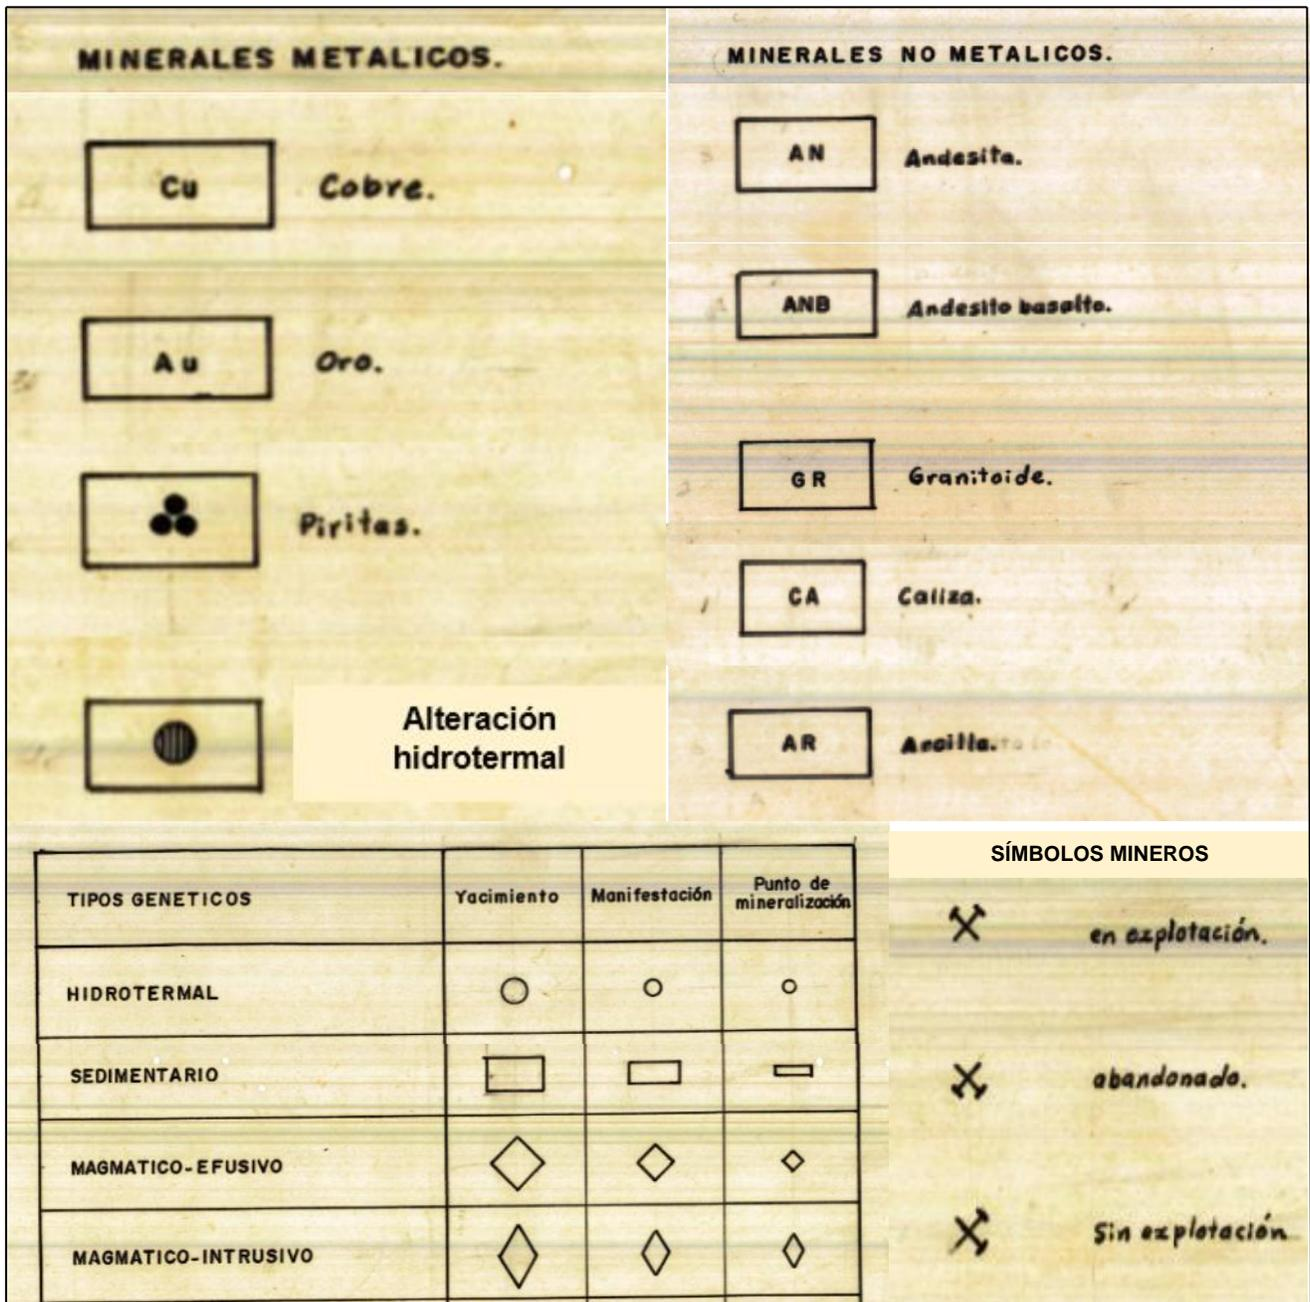 MINERALES METALICOS.
Cu Cobre.
Au Oro.
Piritas.
Alteración
hidrotermal
MINERALES NO METALICOS.
AN Andesita.
ANB Andesito basalto.
GR Granitoide.
CA Caliza.
AR Arcilla.
TIPOS GENETICOS Yacimiento Manifestación Punto de
mineralización
HIDROTERMAL
SEDIMENTARIO
MAGMATICO-EFUSIVO
MAGMATICO-INTRUSIVO
SÍMBOLOS MINEROS
en explotación.
abandonado.
Sin explotación